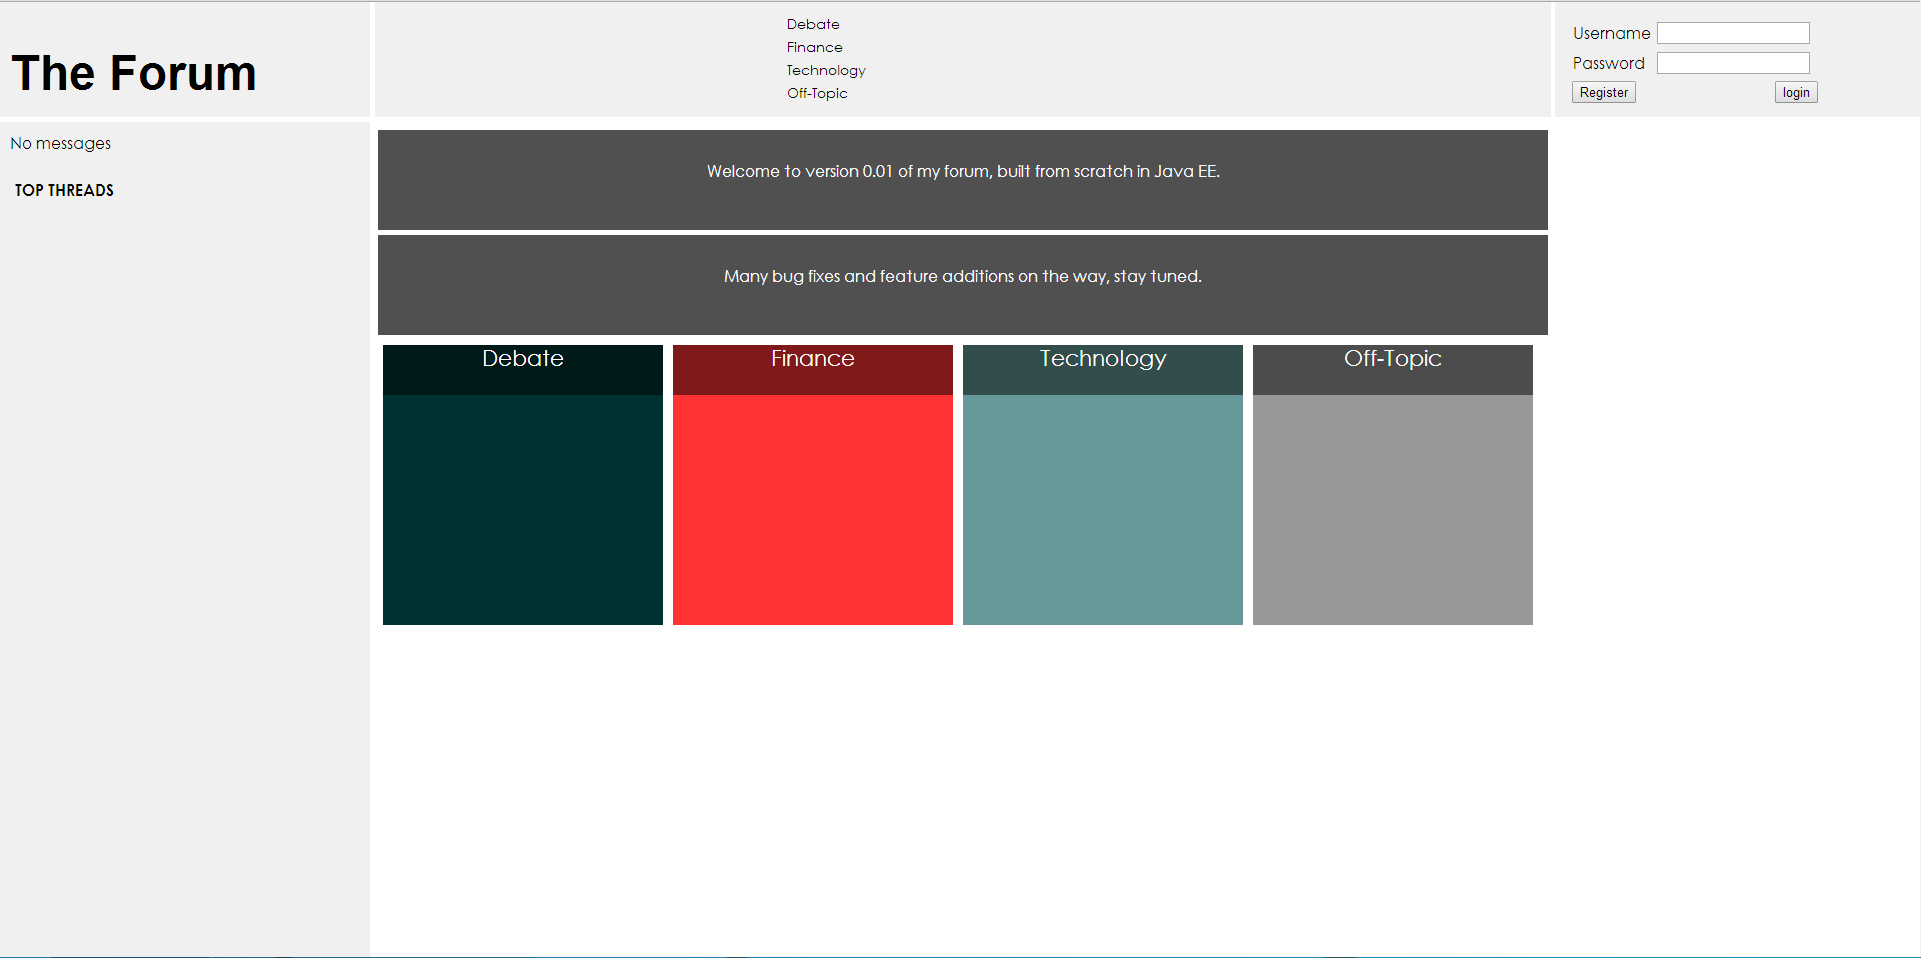 The Forum
Debate
Finance
Technology
Off-Topic
Username
Password
Register login
No messages
TOP THREADS
Welcome to version 0.01 of my forum, built from scratch in Java EE.
Many bug fixes and feature additions on the way, stay tuned.
Debate Finance Technology Off-Topic